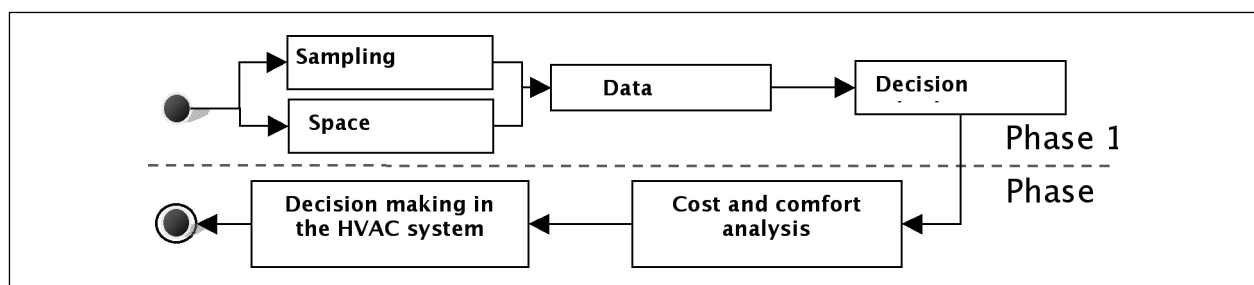 Sampling
Space
Data
Decision
Phase 1
Phase
Cost and comfort
analysis
Decision making in
the HVAC system